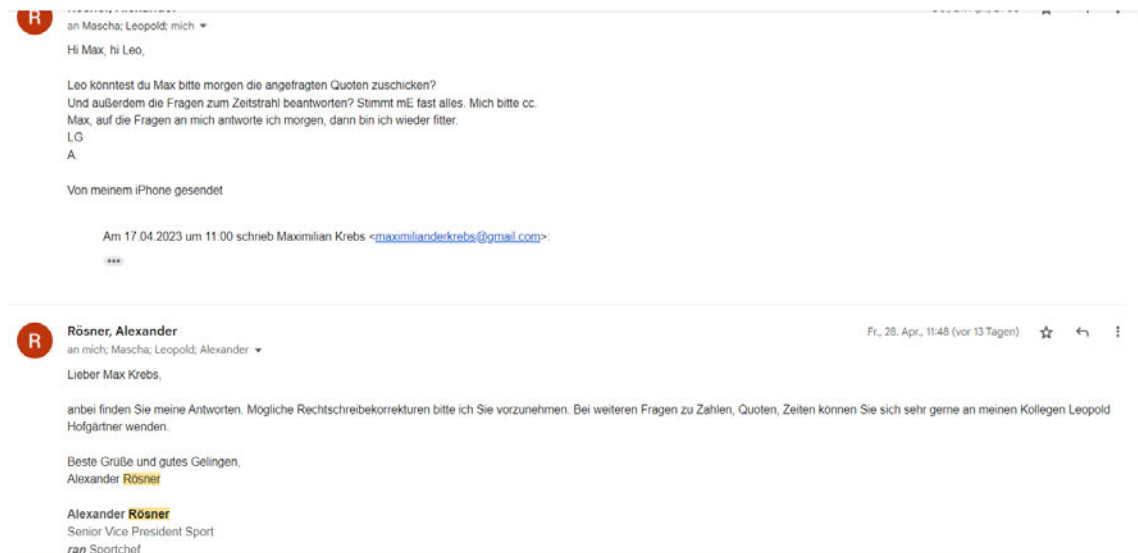 R
an Mascha; Leopold; mich
Hi Max, hi Leo,
Leo könntest du Max bitte morgen die angefragten Quoten zuschicken?
Und außerdem die Fragen zum Zeitstrahl beantworten? Stimmt mE fast alles. Mich bitte cc.
Max, auf die Fragen an mich antworte ich morgen, dann bin ich wieder fitter.
LG
A.
Von meinem iPhone gesendet
Am 17.04.2023 um 11:00 schrieb Maximilian Krebs <maximilianderkrebs@gmail.com>:
R
Rösner, Alexander
Fr., 28. Apr., 11:48 (vor 13 Tagen)
an mich; Mascha; Leopold; Alexander
Lieber Max Krebs,
anbei finden Sie meine Antworten. Mögliche Rechtschreibekorrekturen bitte ich Sie vorzunehmen. Bei weiteren Fragen zu Zahlen, Quoten, Zeiten können Sie sich sehr gerne an meinen Kollegen Leopold
Hofgärtner wenden.
Beste Grüße und gutes Gelingen,
Alexander Rösner
Alexander Rösner
Senior Vice President Sport
ran Sportchef